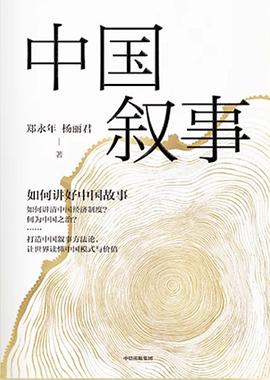 中国
叙事
郑永年 杨丽君
著
如何讲好中国故事
如何讲清中国经济制度？
何为中国之治？
……
打造中国叙事方法论，
让世界读懂中国模式与价值
中信出版集团